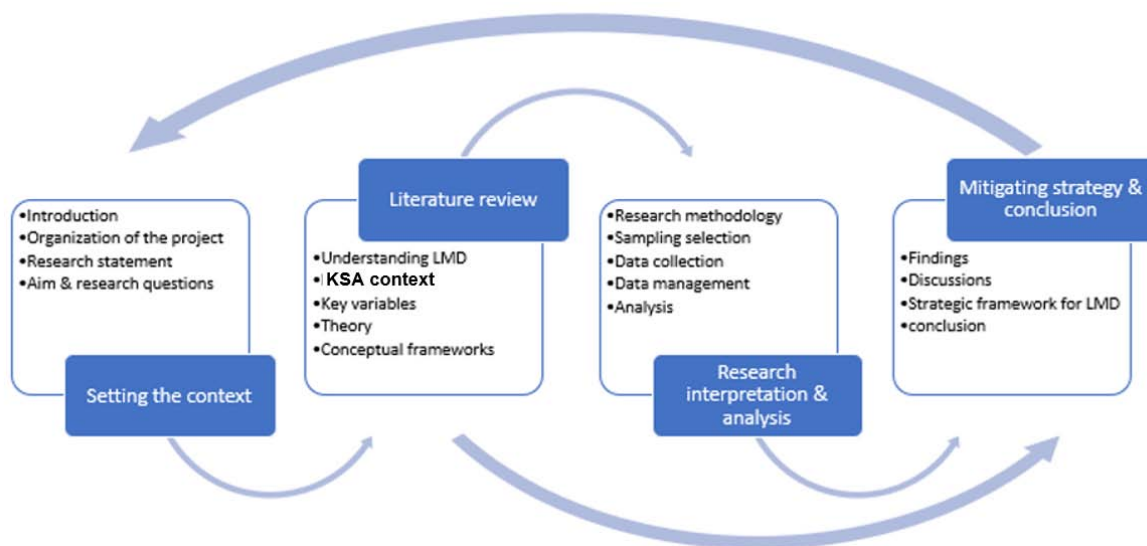 •Introduction
•Organization of the project
•Research statement
•Aim & research questions
Setting the context
Literature review
•Understanding LMD
•KSA context
•Key variables
•Theory
•Conceptual frameworks
•Research methodology
•Sampling selection
•Data collection
•Data management
•Analysis
Research
interpretation &
analysis
Mitigating strategy &
conclusion
•Findings
•Discussions
•Strategic framework for LMD
•conclusion